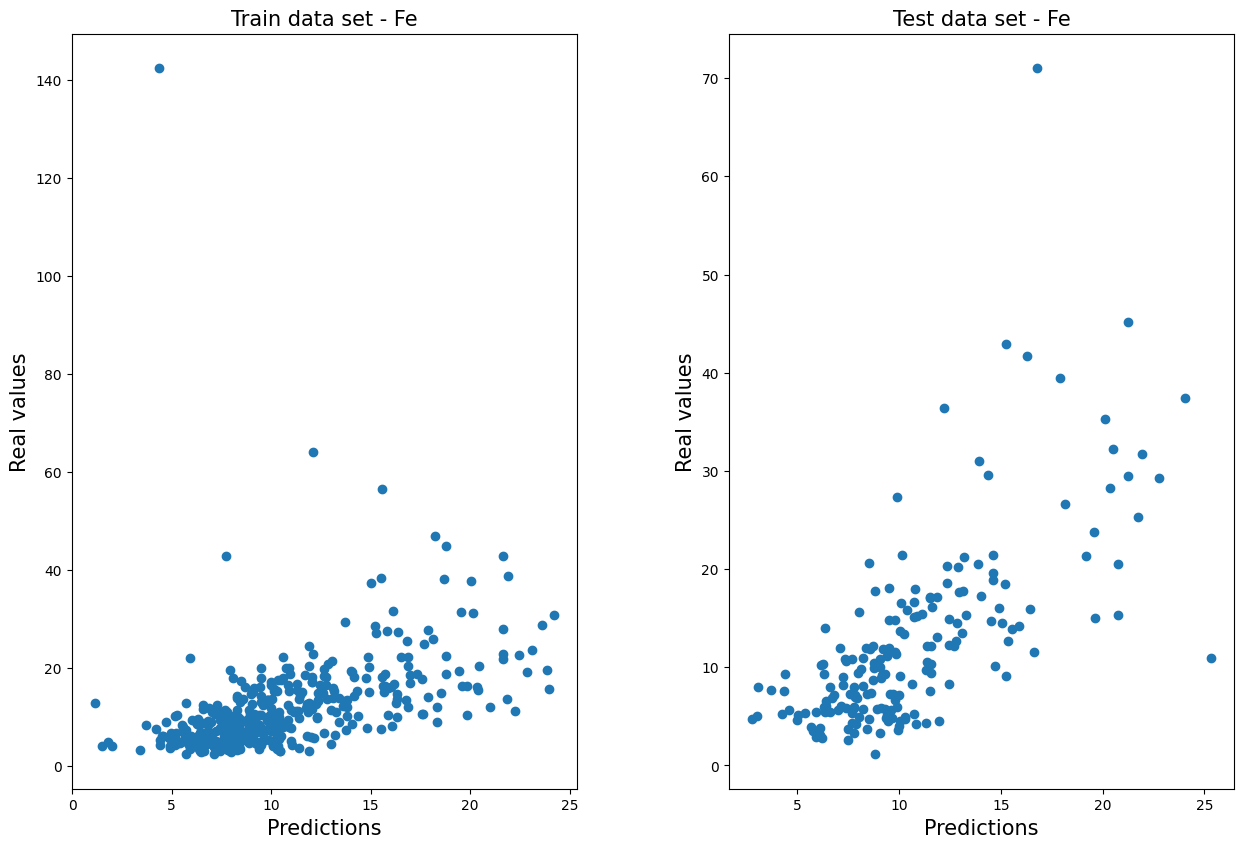 Train data set - Fe
140
120
100
80
60
40
20
0
Real values
0 5 10 15 20 25
Predictions
Test data set - Fe
70
60
50
40
30
20
10
0
Real values
5 10 15 20 25
Predictions